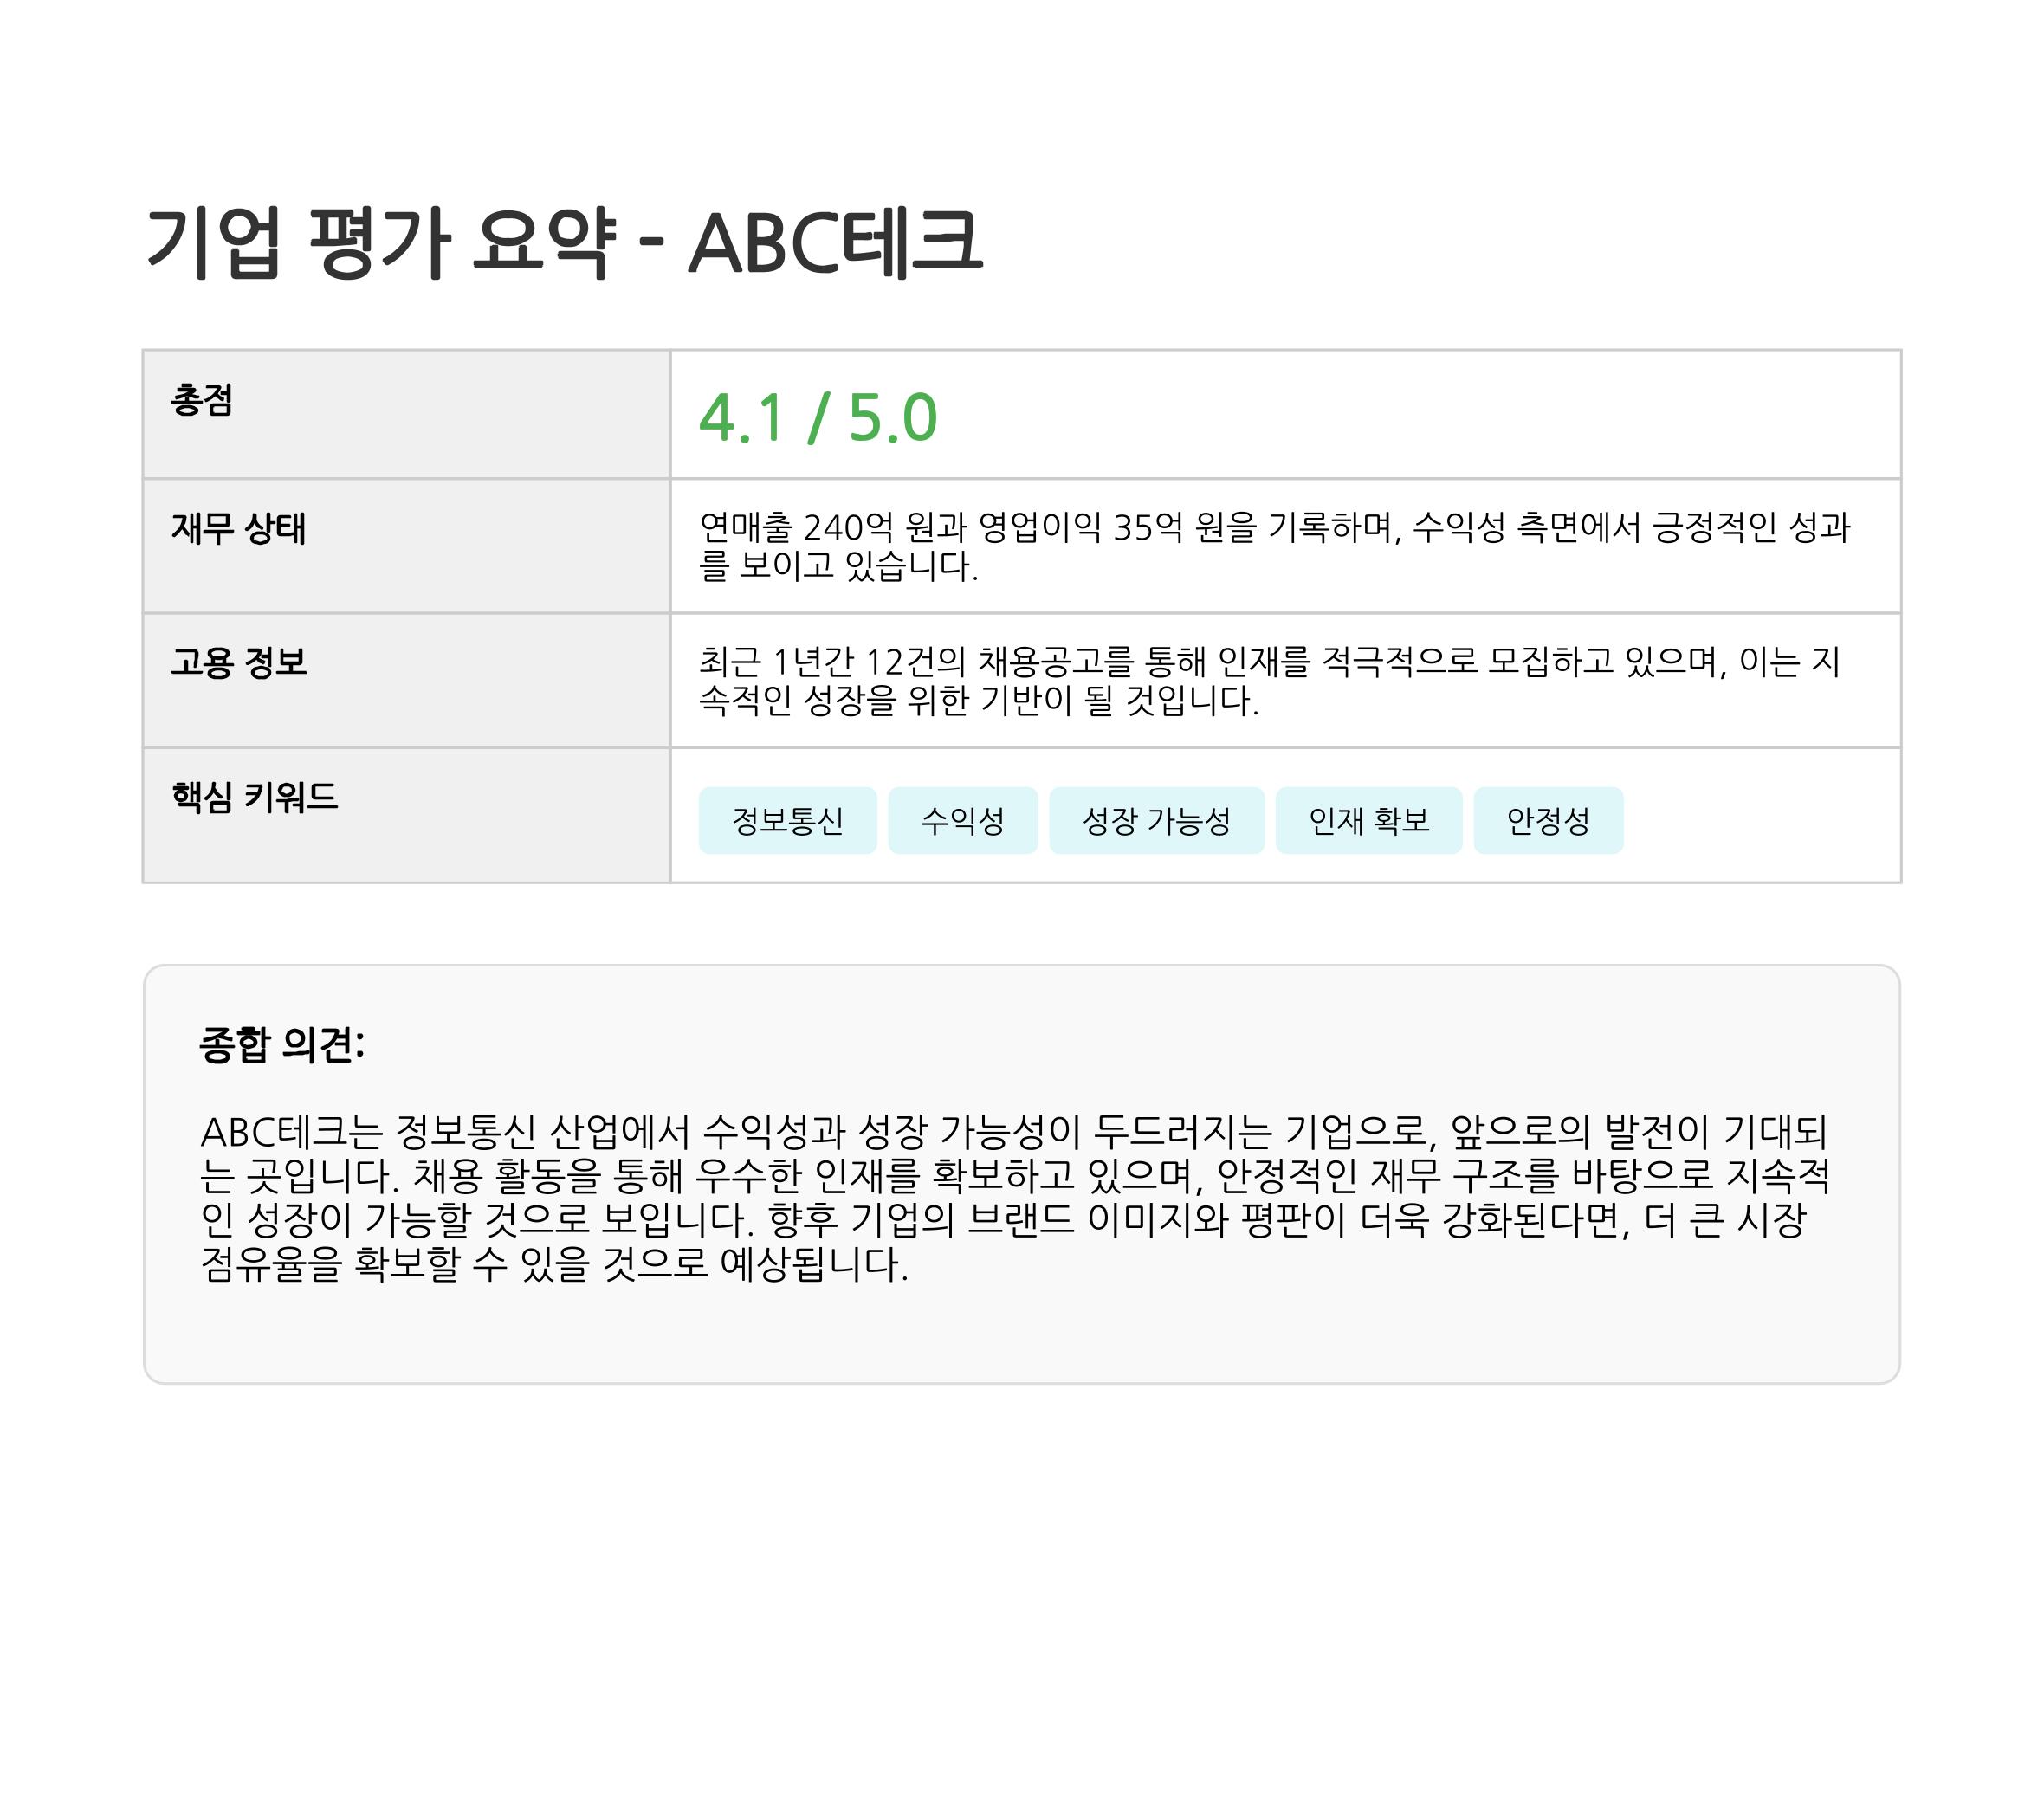 기업 평가 요약 - ABC테크
총점
4.1 / 5.0
재무 상태
연매출 240억 원과 영업이익 35억 원을 기록하며, 수익성 측면에서 긍정적인 성과
를 보이고 있습니다.
고용 정보
최근 1년간 12건의 채용공고를 통해 인재를 적극적으로 모집하고 있으며, 이는 지
속적인 성장을 위한 기반이 될 것입니다.
핵심 키워드
정보통신 수익성 성장 가능성 인재 확보 안정성
종합 의견:
ABC테크는 정보통신 산업에서 수익성과 성장 가능성이 두드러지는 기업으로, 앞으로의 발전이 기대되
는 곳입니다. 채용 활동을 통해 우수한 인재를 확보하고 있으며, 안정적인 재무 구조를 바탕으로 지속적
인 성장이 가능할 것으로 보입니다. 향후 기업의 브랜드 이미지와 평판이 더욱 강화된다면, 더 큰 시장
점유율을 확보할 수 있을 것으로 예상됩니다.